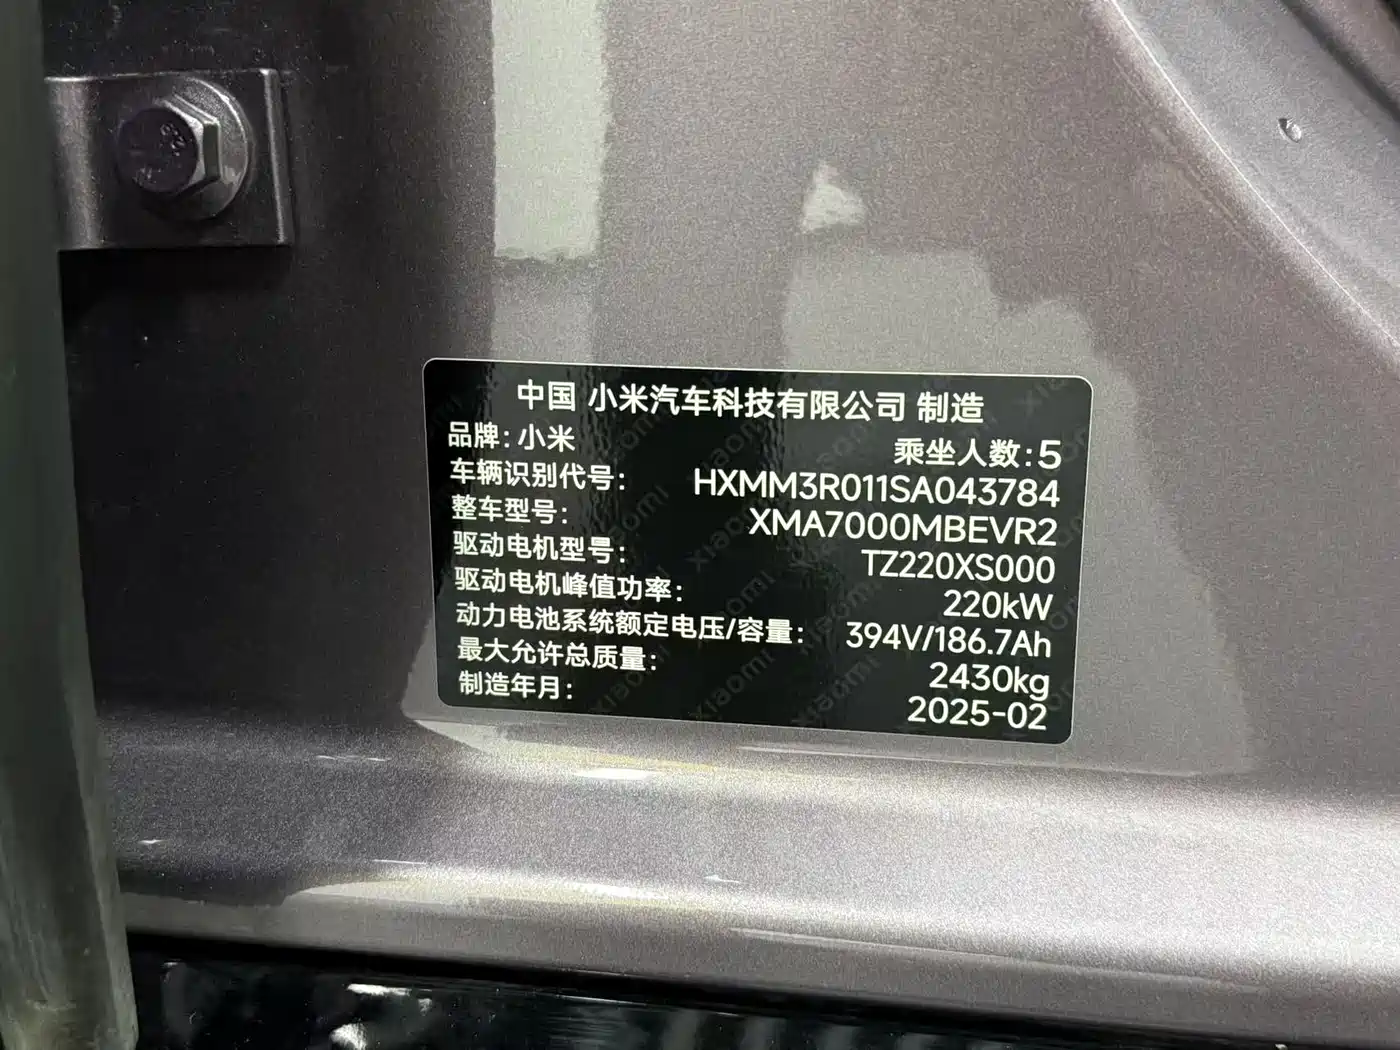 中国 小米汽车科技有限公司 制造
品牌：小米 乘坐人数：5
车辆识别代号： HXMM3R011SA043784
整车型号： XMA7000MBEVR2
驱动电机型号： TZ220XS000
驱动电机峰值功率： 220kW
动力电池系统额定电压/容量： 394V/186.7Ah
最大允许总质量： 2430kg
制造年月： 2025-02